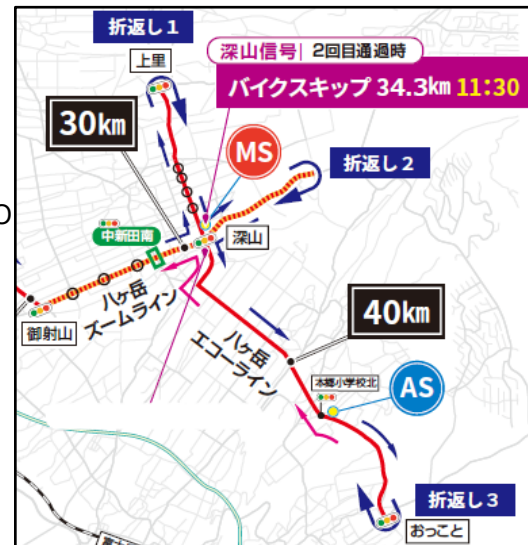 折返し1
上里
深山信号| 2回目通過時
バイクスキップ 34.3km 11:30
30km
MS
折返し2
中新田南
深山
御射山
八ヶ岳
ズームライン
八ヶ岳
エコーライン
40km
本郷小学校北
AS
折返し3
おっこと